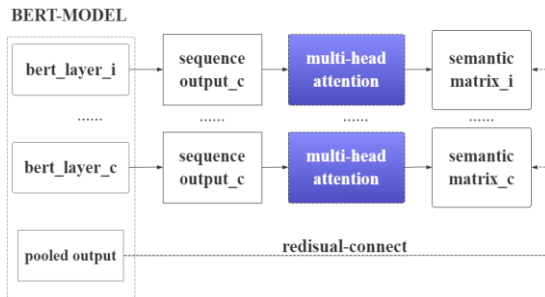 BERT-MODEL
bert_layer_i
sequence
output_c
multi-head
attention
semantic
matrix_i
......
......
......
......
bert_layer_c
sequence
output_c
multi-head
attention
semantic
matrix_c
pooled output
redisual-connect